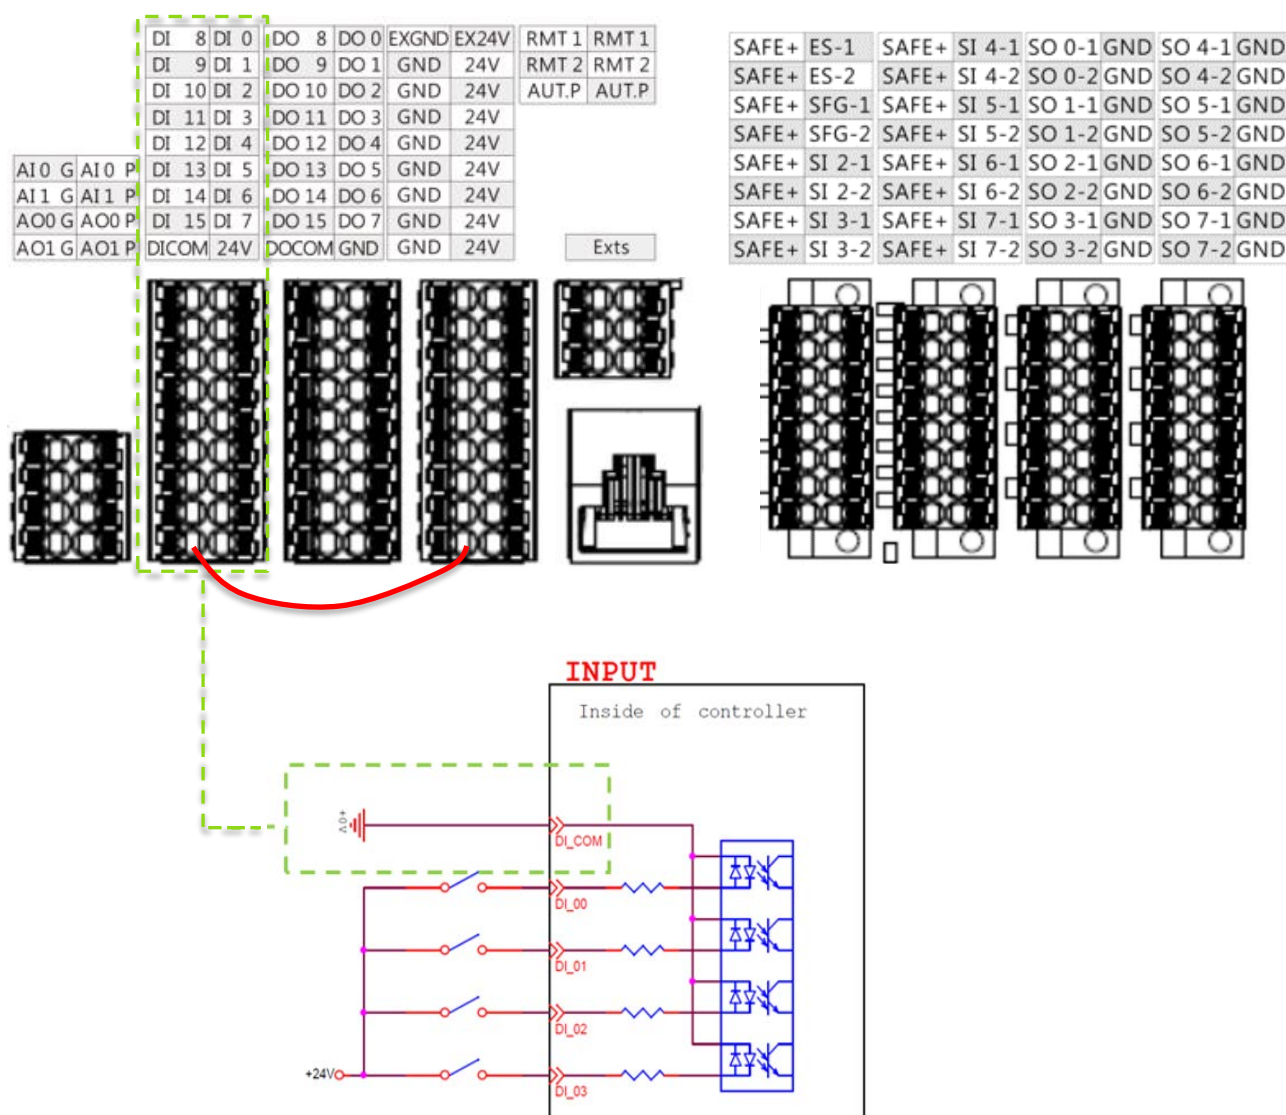 DI 8 DI 0 DO 8 DO 0 EXGND EX24V RMT 1 RMT 1
DI 9 DI 1 DO 9 DO 1 GND 24V RMT 2 RMT 2
DI 10 DI 2 DO 10 DO 2 GND 24V AUT.P AUT.P
DI 11 DI 3 DO 11 DO 3 GND 24V
DI 12 DI 4 DO 12 DO 4 GND 24V
AI 0 G AI 0 P DI 13 DI 5 DO 13 DO 5 GND 24V
AI 1 G AI 1 P DI 14 DI 6 DO 14 DO 6 GND 24V
AO0 G AO0 P DI 15 DI 7 DO 15 DO 7 GND 24V
AO1 G AO1 P DICOM 24V DOCOM GND GND 24V
Exts
SAFE+ ES-1 SAFE+ SI 4-1 SO 0-1 GND SO 4-1 GND
SAFE+ ES-2 SAFE+ SI 4-2 SO 0-2 GND SO 4-2 GND
SAFE+ SFG-1 SAFE+ SI 5-1 SO 1-1 GND SO 5-1 GND
SAFE+ SFG-2 SAFE+ SI 5-2 SO 1-2 GND SO 5-2 GND
SAFE+ SI 2-1 SAFE+ SI 6-1 SO 2-1 GND SO 6-1 GND
SAFE+ SI 2-2 SAFE+ SI 6-2 SO 2-2 GND SO 6-2 GND
SAFE+ SI 3-1 SAFE+ SI 7-1 SO 3-1 GND SO 7-1 GND
SAFE+ SI 3-2 SAFE+ SI 7-2 SO 3-2 GND SO 7-2 GND
INPUT
Inside of controller
+0V
DI_COM
DI_00
DI_01
DI_02
+24V
DI_03